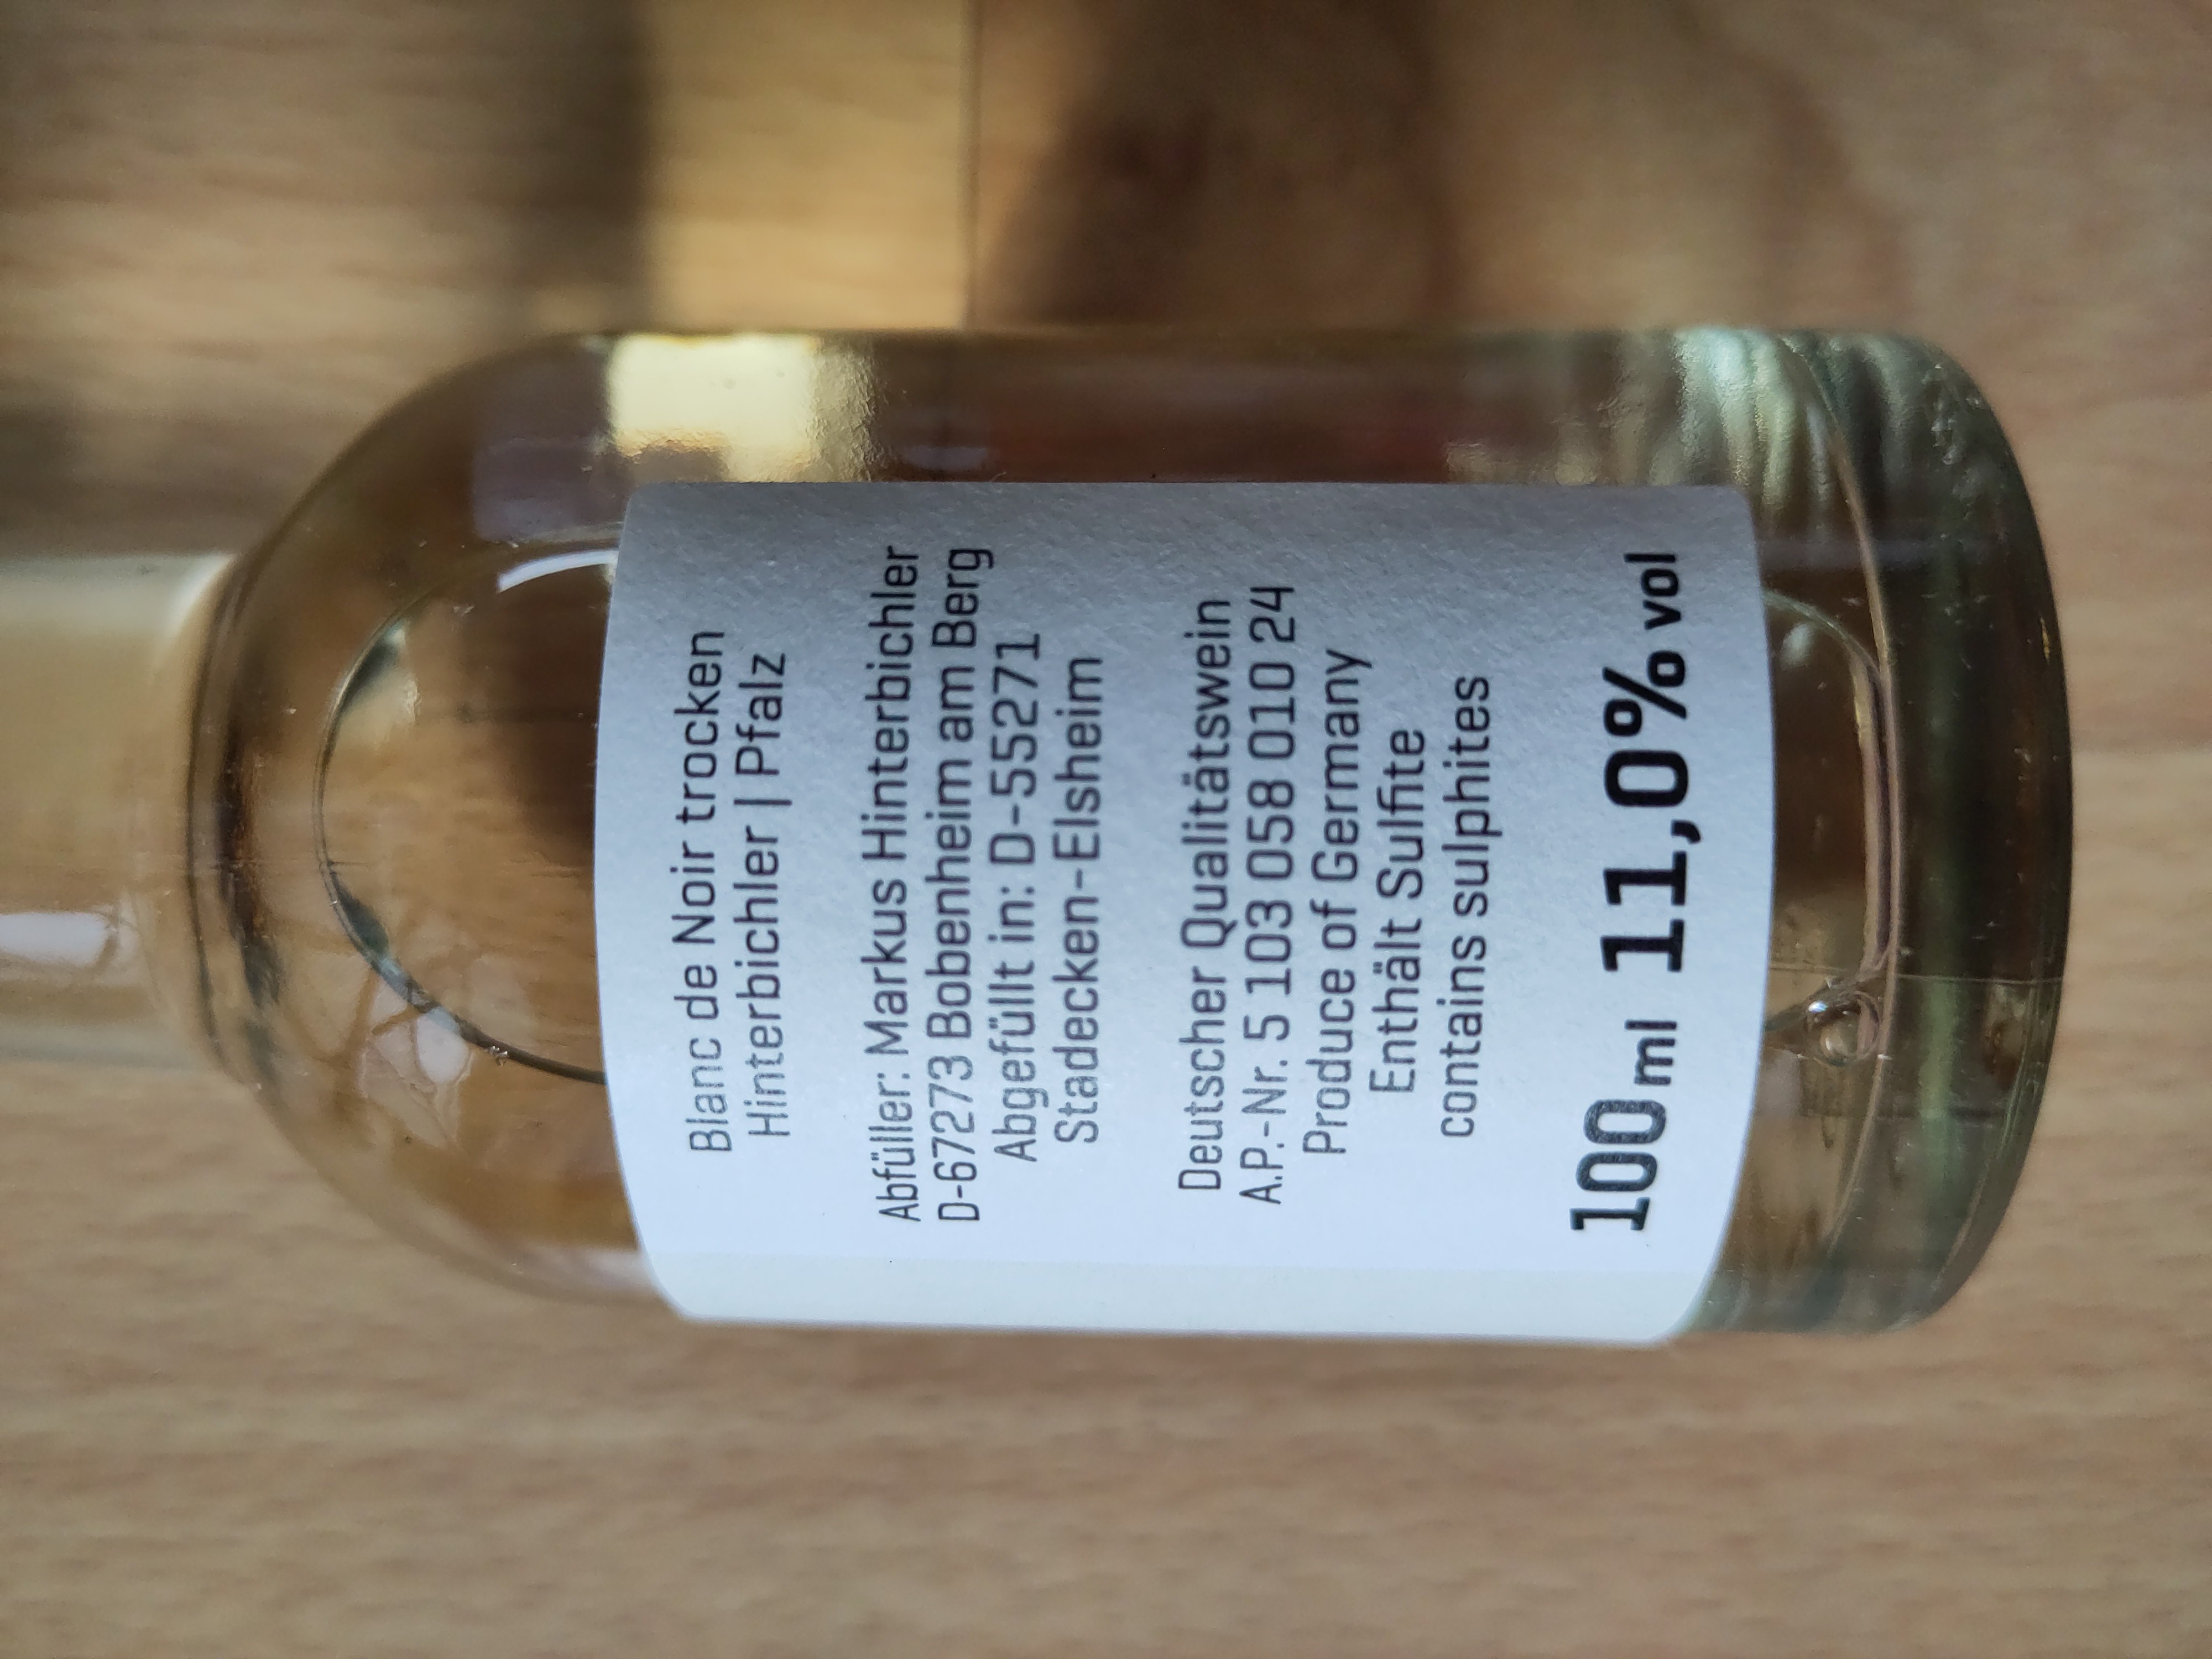 Blanc de Noir trocken
Hinterbichler | Pfalz
Abfüller: Markus Hinterbichler
D-67273 Bobenheim am Berg
Abgefüllt in: D-55271
Stadecken-Elsheim
Deutscher Qualitätswein
A.P.-Nr. 5 103 058 010 24
Produce of Germany
Enthält Sulfite
contains sulphites
100 ml 11,0% vol